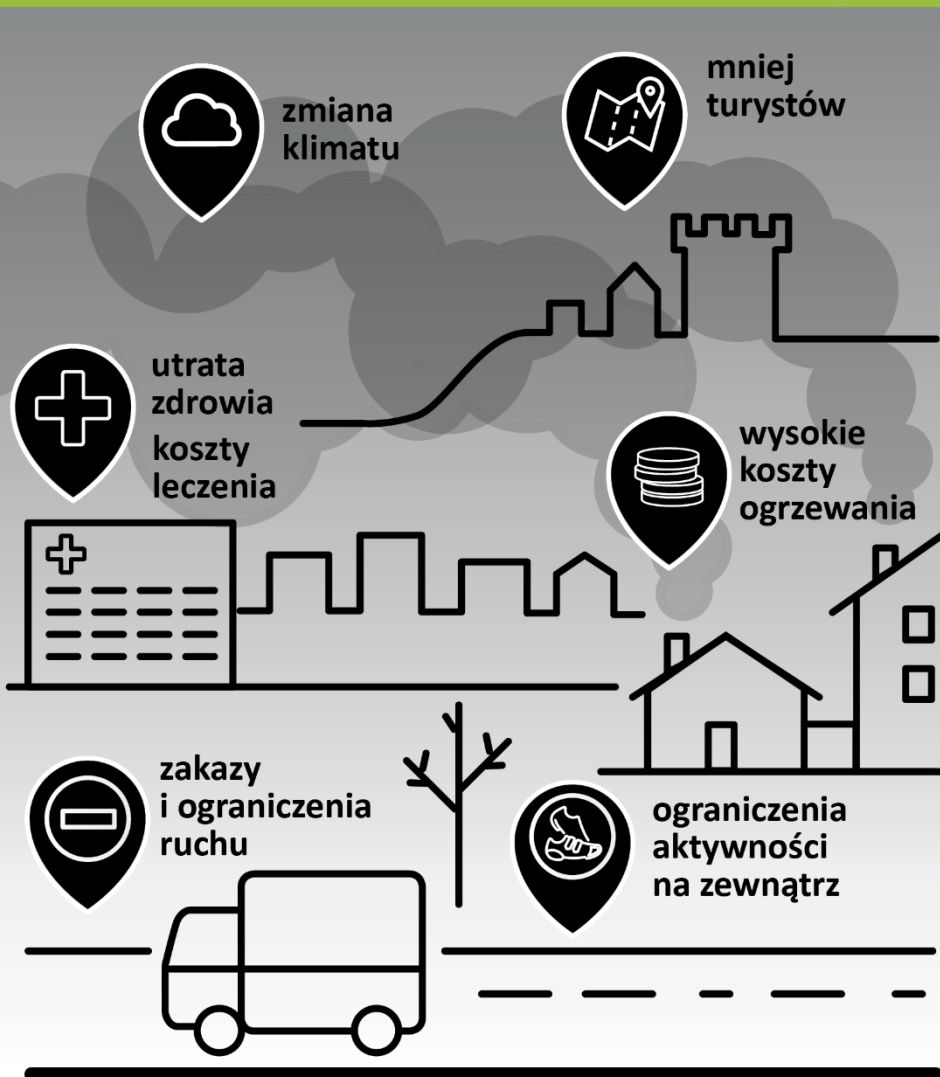 zmiana
klimatu
mniej
turystów
utrata
zdrowia
koszty
leczenia
wysokie
koszty
ogrzewania
zakazy
i ograniczenia
ruchu
ograniczenia
aktywności
na zewnątrz